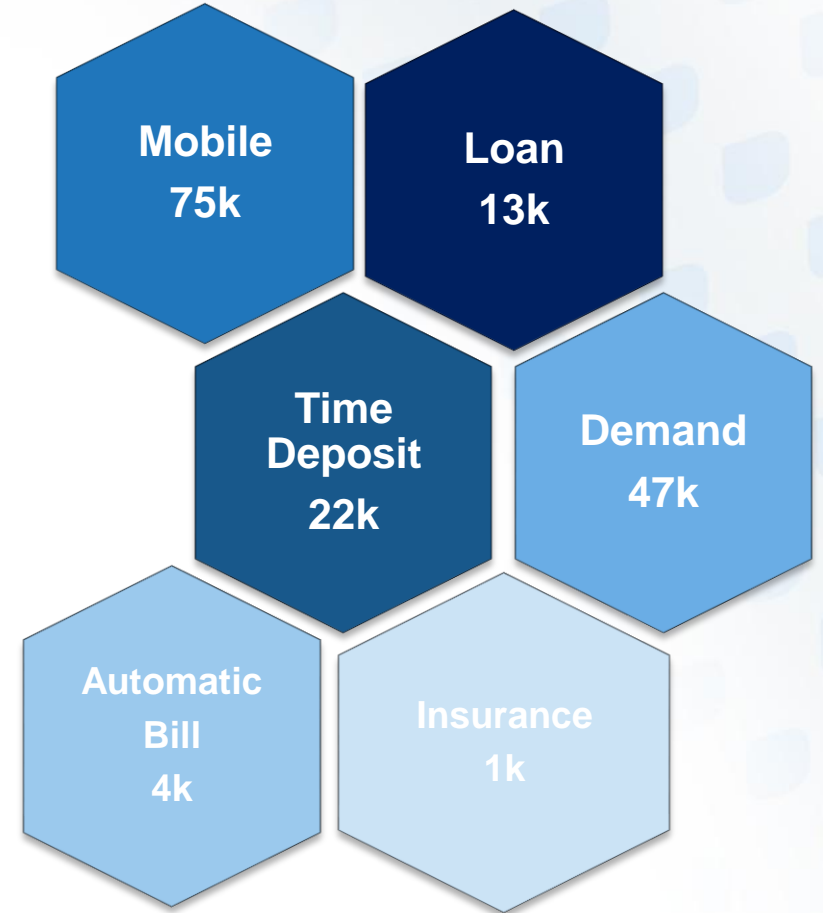 Mobile
75k
Loan
13k
Time
Deposit
22k
Demand
47k
Automatic
Bill
4k
Insurance
1k